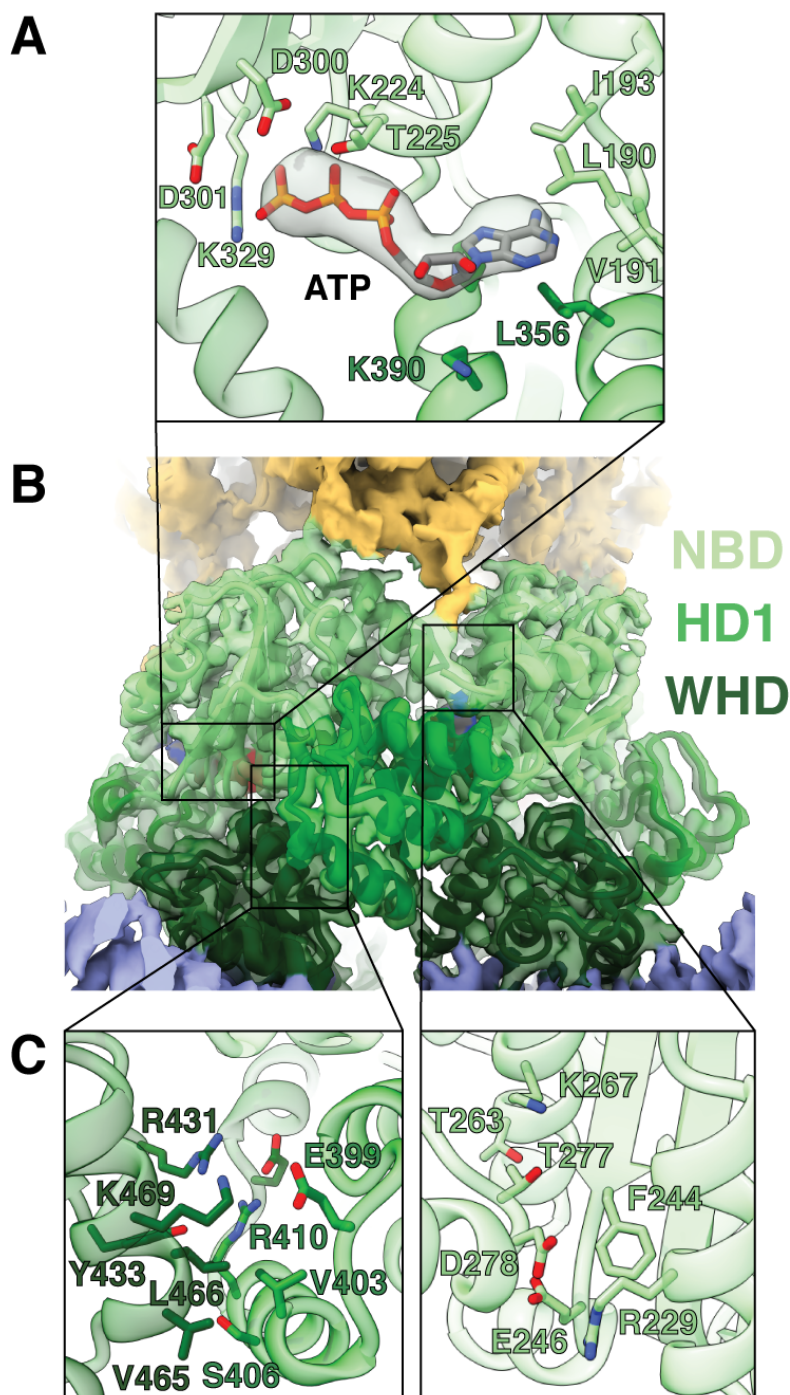 A
D300
K224
I193
T225
L190
D301
K329
V191
ATP
L356
K390
B
NBD
HD1
WHD
C
R431
E399
K469
R410
Y433
L466
V403
V465
S406
K267
T263
T277
F244
D278
R229
E246